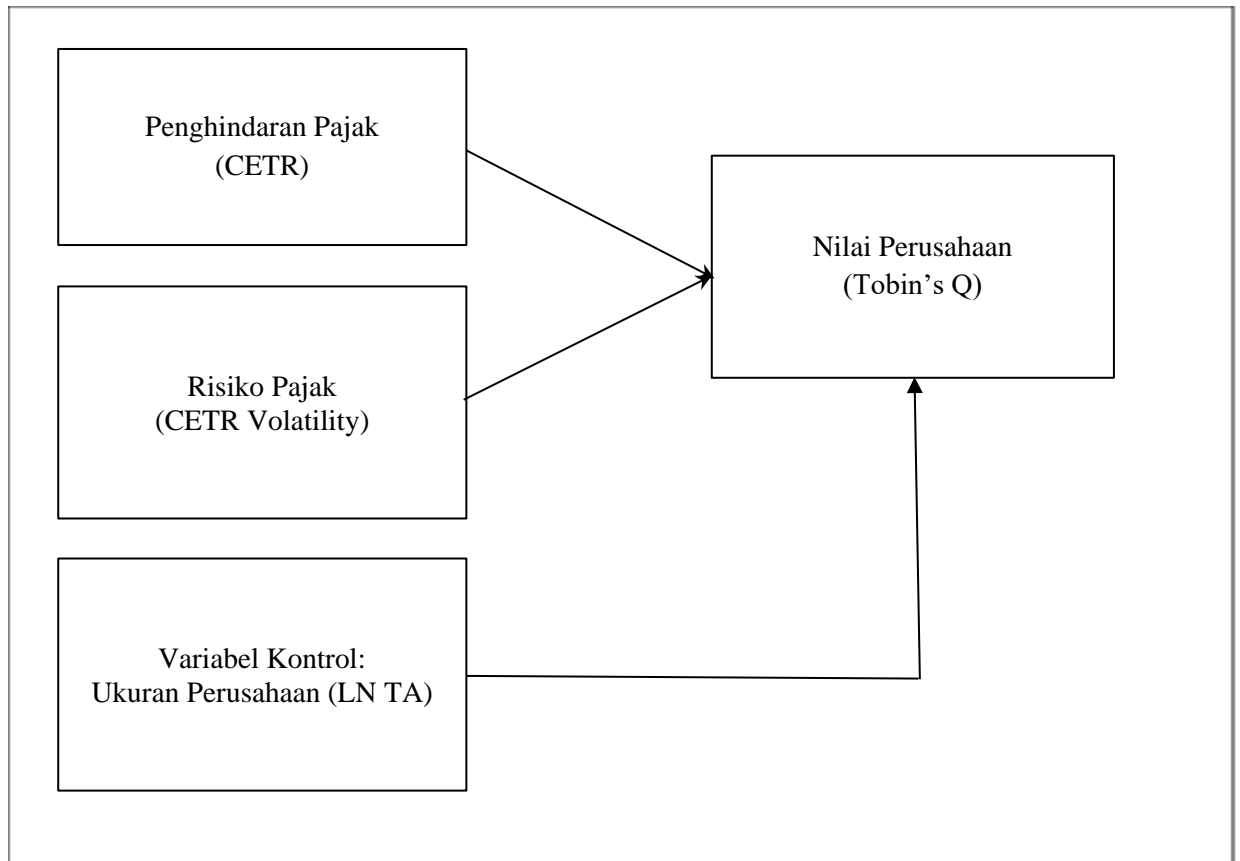 Penghindaran Pajak
(CETR)
Nilai Perusahaan
(Tobin’s Q)
Risiko Pajak
(CETR Volatility)
Variabel Kontrol:
Ukuran Perusahaan (LN TA)